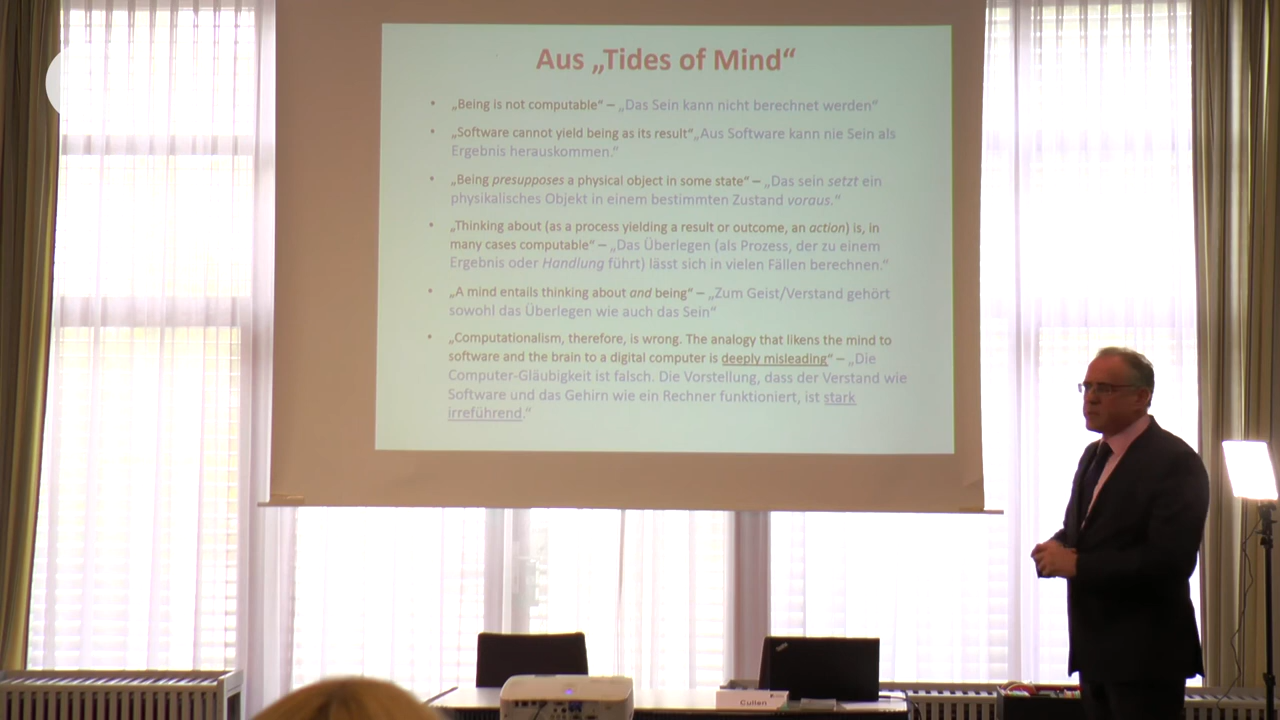 Aus „Tides of Mind“
• „Being is not computable“ – „Das Sein kann nicht berechnet werden“
• „Software cannot yield being as its result“„Aus Software kann nie Sein als
Ergebnis herauskommen.“
• „Being presupposes a physical object in some state“ – „Das sein setzt ein
physikalisches Objekt in einem bestimmten Zustand voraus.“
• „Thinking about (as a process yielding a result or outcome, an action) is, in
many cases computable“ – „Das Überlegen (als Prozess, der zu einem
Ergebnis oder Handlung führt) lässt sich in vielen Fällen berechnen.“
• „A mind entails thinking about and being“ – „Zum Geist/Verstand gehört
sowohl das Überlegen wie auch das Sein“
• „Computationalism, therefore, is wrong. The analogy that likens the mind to
software and the brain to a digital computer is deeply misleading“ – „Die
Computer-Gläubigkeit ist falsch. Die Vorstellung, dass der Verstand wie
Software und das Gehirn wie ein Rechner funktioniert, ist stark
irreführend.“
Cullen